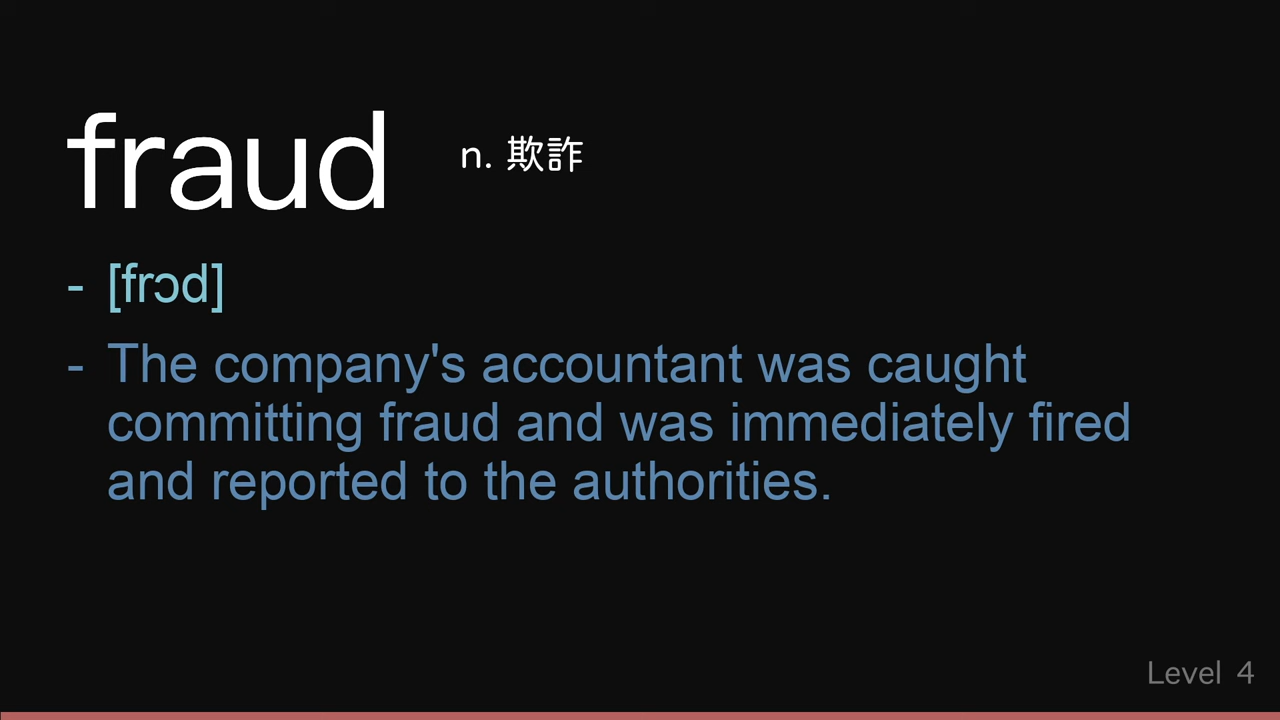 fraud n. 欺詐
- [frɔd]
- The company's accountant was caught
committing fraud and was immediately fired
and reported to the authorities.
Level 4